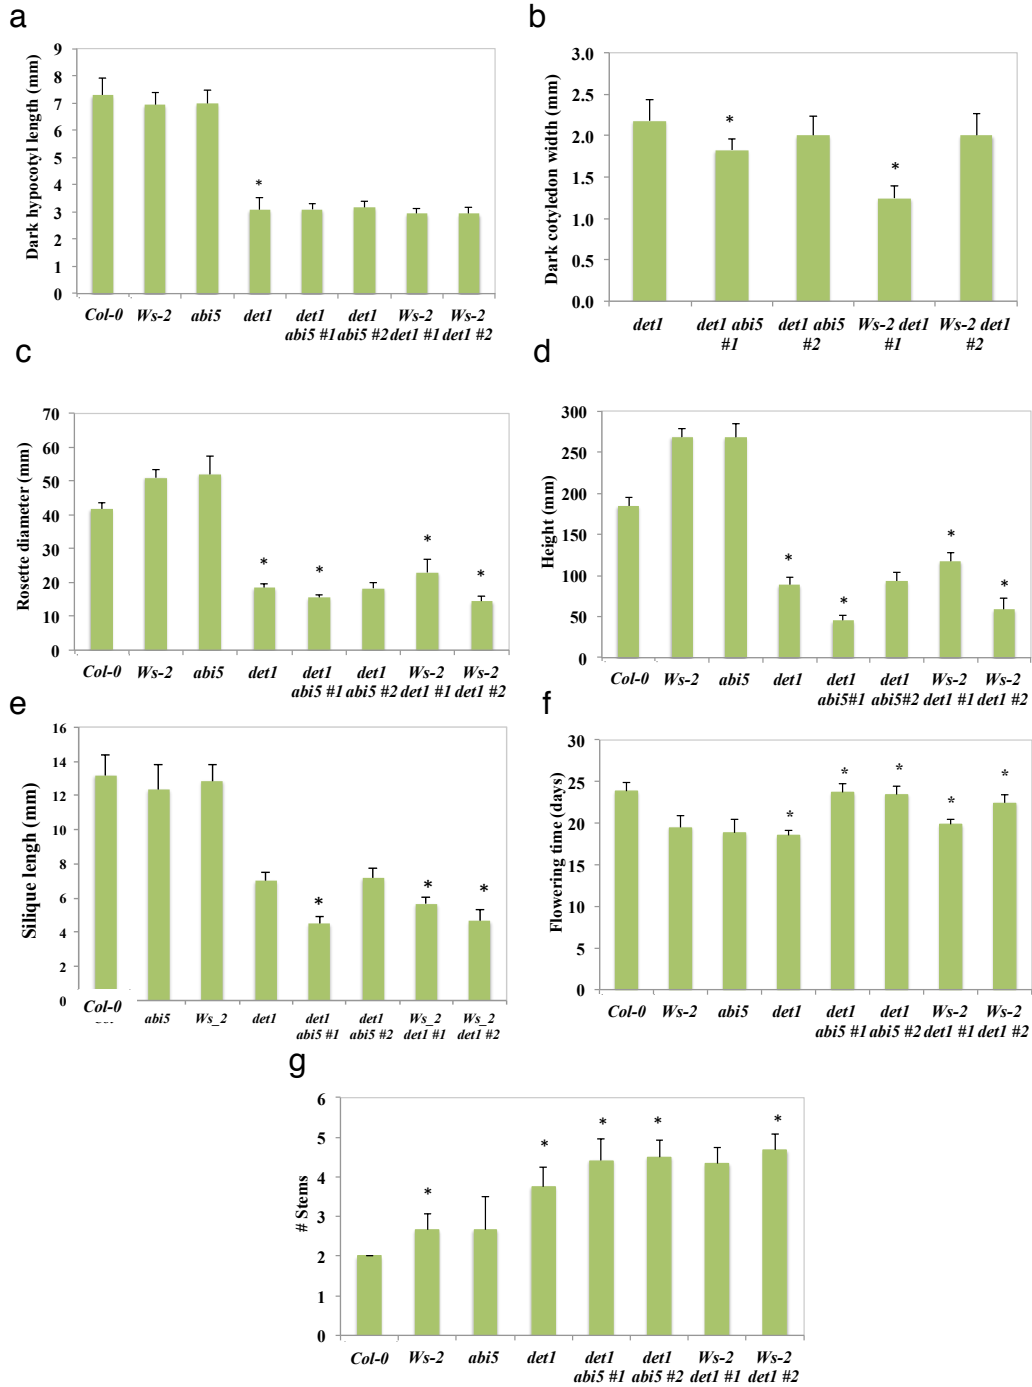 a
Dark hypocotyl length (mm)
9
8
7
6
5
4
3
2
1
0
*
Col-0 Ws-2 abi5 det1 det1 det1 Ws-2 Ws-2
abi5 #1 abi5 #2 det1 #1 det1 #2
b
Dark cotyledon width (mm)
3.0
2.5
2.0
1.5
1.0
0.5
0.0
* *
det1 det1 abi5 det1 abi5 Ws-2 det1 Ws-2 det1
#1 #2 #1 #2
c
Rosette diameter (mm)
70
60
50
40
30
20
10
0
* * * *
Col-0 Ws-2 abi5 det1 det1 det1 Ws-2 Ws-2
abi5 #1 abi5 #2 det1 #1 det1 #2
d
Height (mm)
300
250
200
150
100
50
0
* * * *
Col-0 Ws-2 abi5 det1 det1 det1 Ws-2 Ws-2
abi5#1 abi5#2 det1 #1 det1 #2
e
Silique lengh (mm)
16
14
12
10
8
6
4
2
0
* * *
Col-0 abi5 Ws_2 det1 det1 det1 Ws_2 Ws_2
abi5 #1 abi5 #2 det1 #1 det1 #2
f
Flowering time (days)
30
25
20
15
10
5
0
* * * * *
Col-0 Ws-2 abi5 det1 det1 det1 Ws-2 Ws-2
abi5 #1 abi5 #2 det1 #1 det1 #2
g
# Stems
6
5
4
3
2
1
0
* * * * *
Col-0 Ws-2 abi5 det1 det1 det1 Ws-2 Ws-2
abi5 #1 abi5 #2 det1 #1 det1 #2